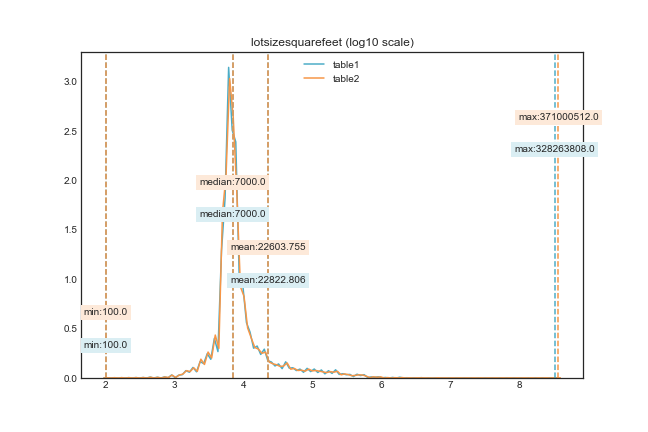 lotsizesquarefeet (log10 scale)
table1
table2
3.0
2.5
2.0
1.5
1.0
0.5
0.0
max:371000512.0
max:328263808.0
median:7000.0
median:7000.0
mean:22603.755
mean:22822.806
min:100.0
min:100.0
2 3 4 5 6 7 8